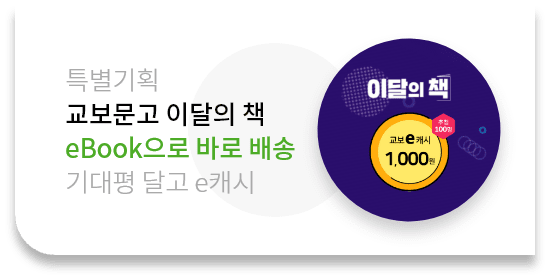 특별기획
교보문고 이달의 책
eBook으로 바로 배송
기대평 달고 e캐시
이달의 책
추첨
100명
교보e캐시
1,000원